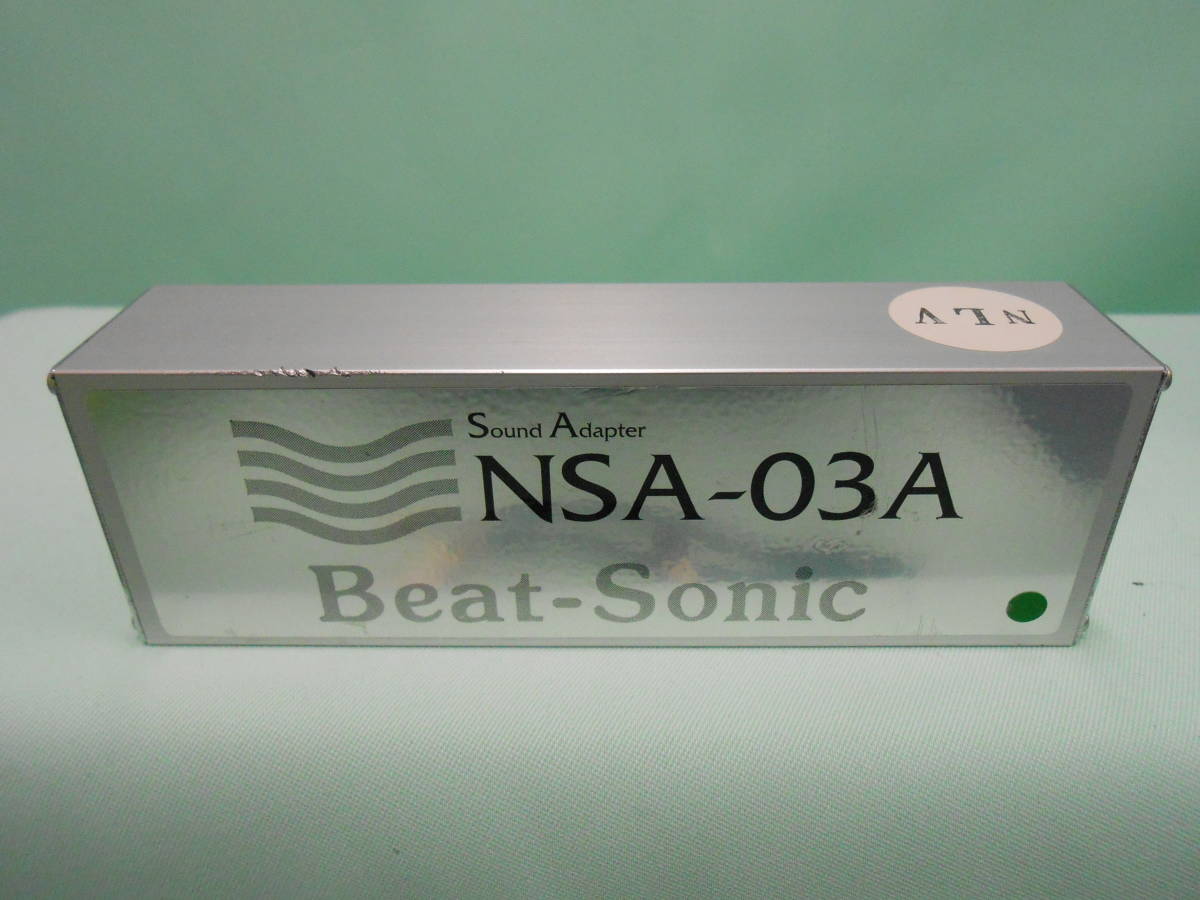 NLV
Sound Adapter
NSA-03A
Beat-Sonic